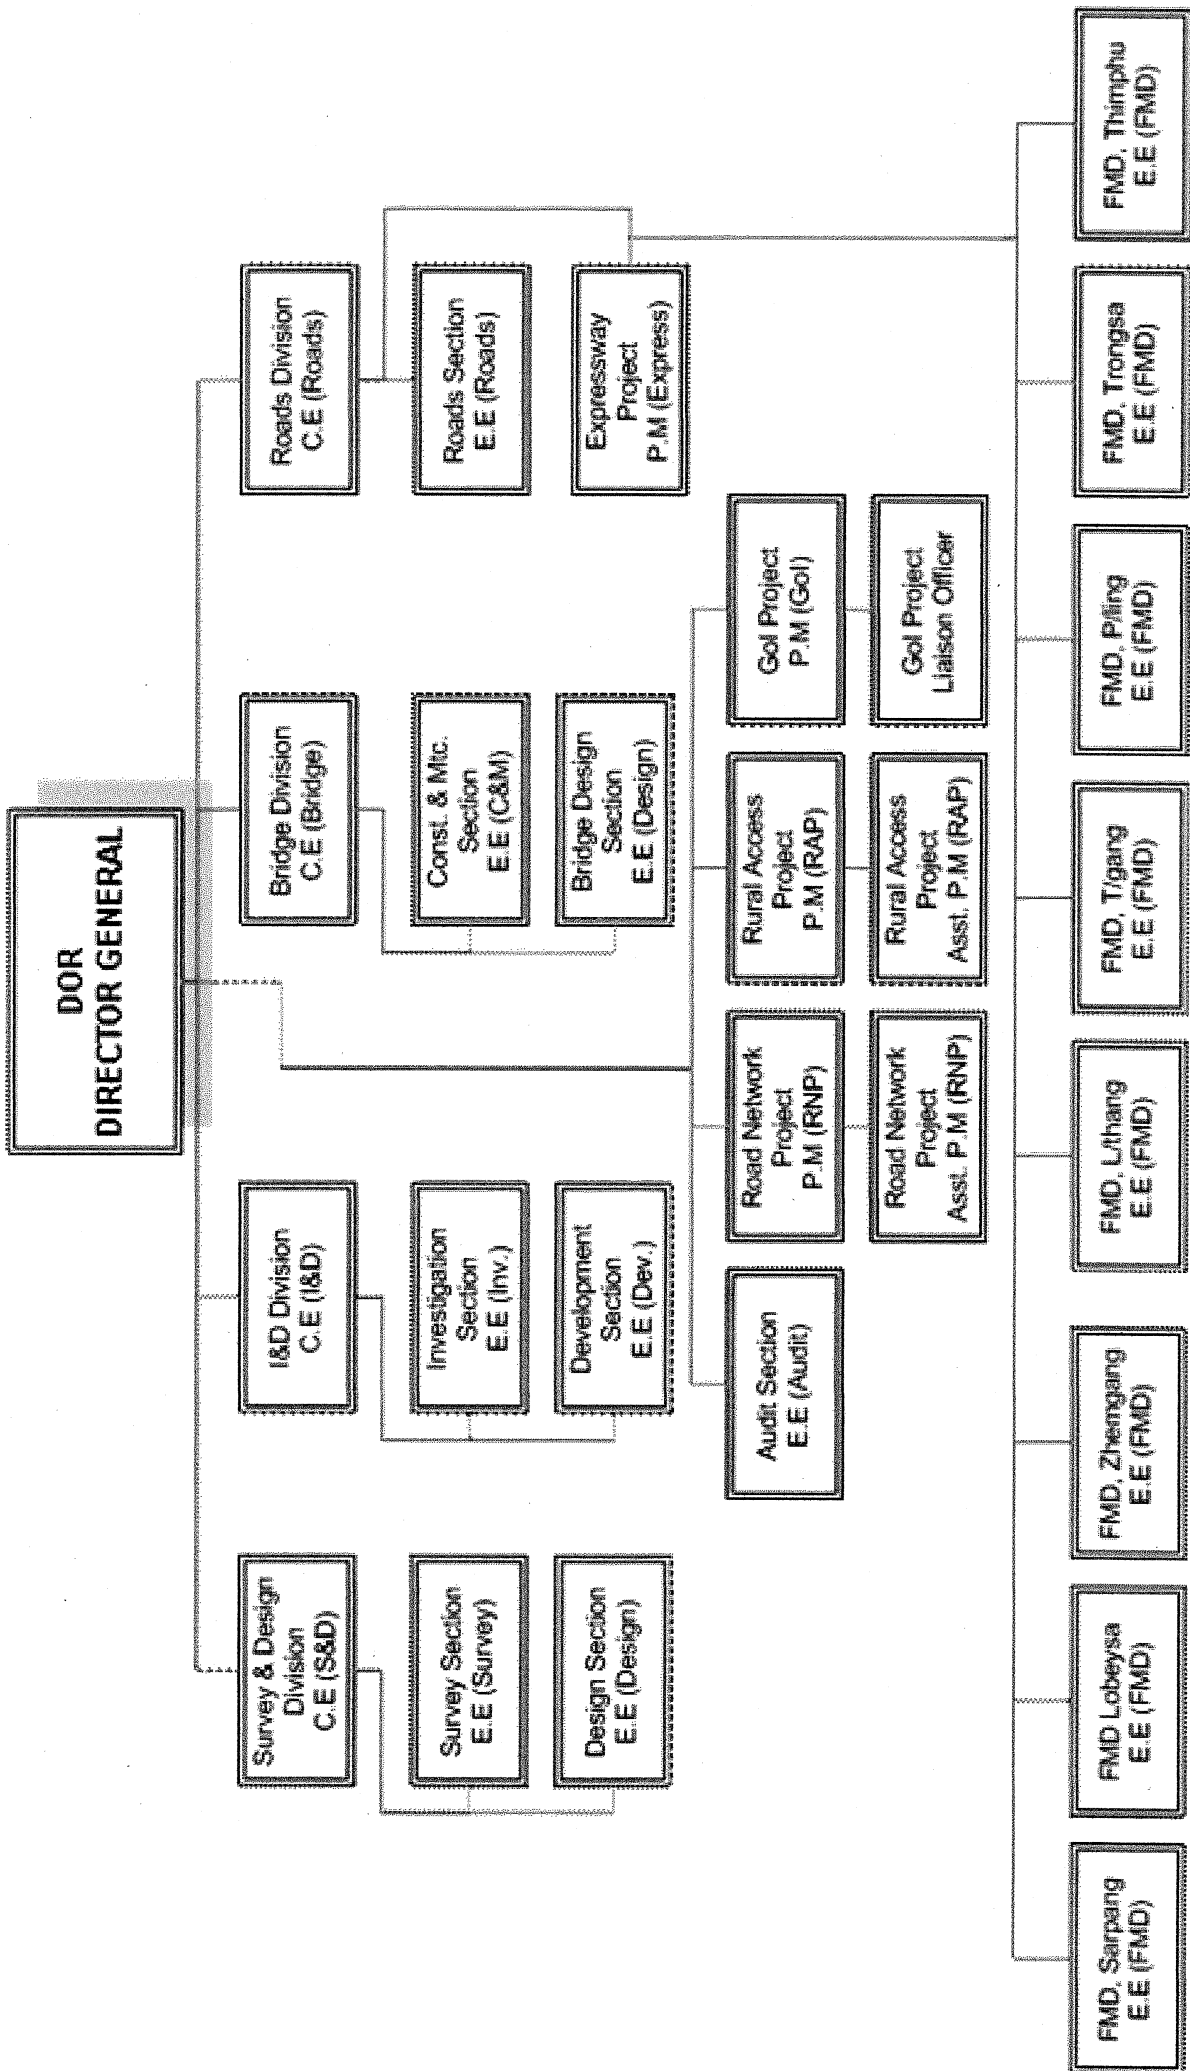 DOR
DIRECTOR GENERAL
Survey & Design
Division
C.E (S&D)
I&D Division
C.E (I&D)
Bridge Division
C.E (Bridge)
Roads Division
C.E (Roads)
Survey Section
E.E (Survey)
Investigation
Section
E.E (Inv.)
Const. & Mtc.
Section
E.E (C&M)
Roads Section
E.E (Roads)
Design Section
E.E (Design)
Development
Section
E.E (Dev.)
Bridge Design
Section
E.E (Design)
Expressway
Project
P.M (Express)
Audit Section
E.E (Audit)
Road Network
Project
P.M (RNP)
Rural Access
Project
P.M (RAP)
GoI Project
P.M (GoI)
Road Network
Project
Asst. P.M (RNP)
Rural Access
Project
Asst. P.M (RAP)
GoI Project
Liaison Officer
FMD, Sarpang
E.E (FMD)
FMD Lobeysa
E.E (FMD)
FMD, Zhemgang
E.E (FMD)
FMD, L/thang
E.E (FMD)
FMD, T/gang
E.E (FMD)
FMD, P/ling
E.E (FMD)
FMD, Trongsa
E.E (FMD)
FMD, Thimphu
E.E (FMD)